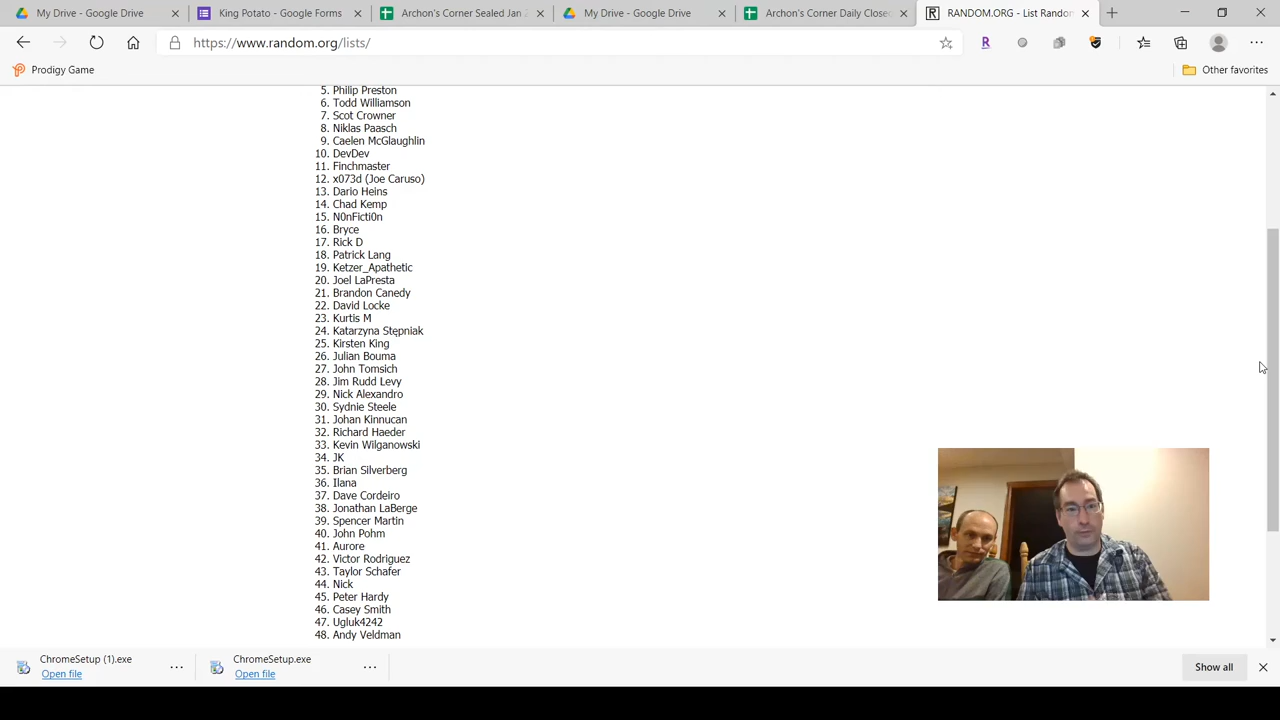 My Drive - Google Drive
King Potato - Google Forms
Archon's Corner Sealed Jan 2
My Drive - Google Drive
Archon's Corner Daily Closed
RANDOM.ORG - List Random
https://www.random.org/lists/
Prodigy Game
Other favorites
5. Philip Preston
6. Todd Williamson
7. Scot Crowner
8. Niklas Paasch
9. Caelen McGlaughlin
10. DevDev
11. Finchmaster
12. x073d (Joe Caruso)
13. Dario Heins
14. Chad Kemp
15. N0nFicti0n
16. Bryce
17. Rick D
18. Patrick Lang
19. Ketzer_Apathetic
20. Joel LaPresta
21. Brandon Canedy
22. David Locke
23. Kurtis M
24. Katarzyna Stępniak
25. Kirsten King
26. Julian Bouma
27. John Tomsich
28. Jim Rudd Levy
29. Nick Alexandro
30. Sydnie Steele
31. Johan Kinnucan
32. Richard Haeder
33. Kevin Wilganowski
34. JK
35. Brian Silverberg
36. Ilana
37. Dave Cordeiro
38. Jonathan LaBerge
39. Spencer Martin
40. John Pohm
41. Aurore
42. Victor Rodriguez
43. Taylor Schafer
44. Nick
45. Peter Hardy
46. Casey Smith
47. Ugluk4242
48. Andy Veldman
ChromeSetup (1).exe
Open file
ChromeSetup.exe
Open file
Show all